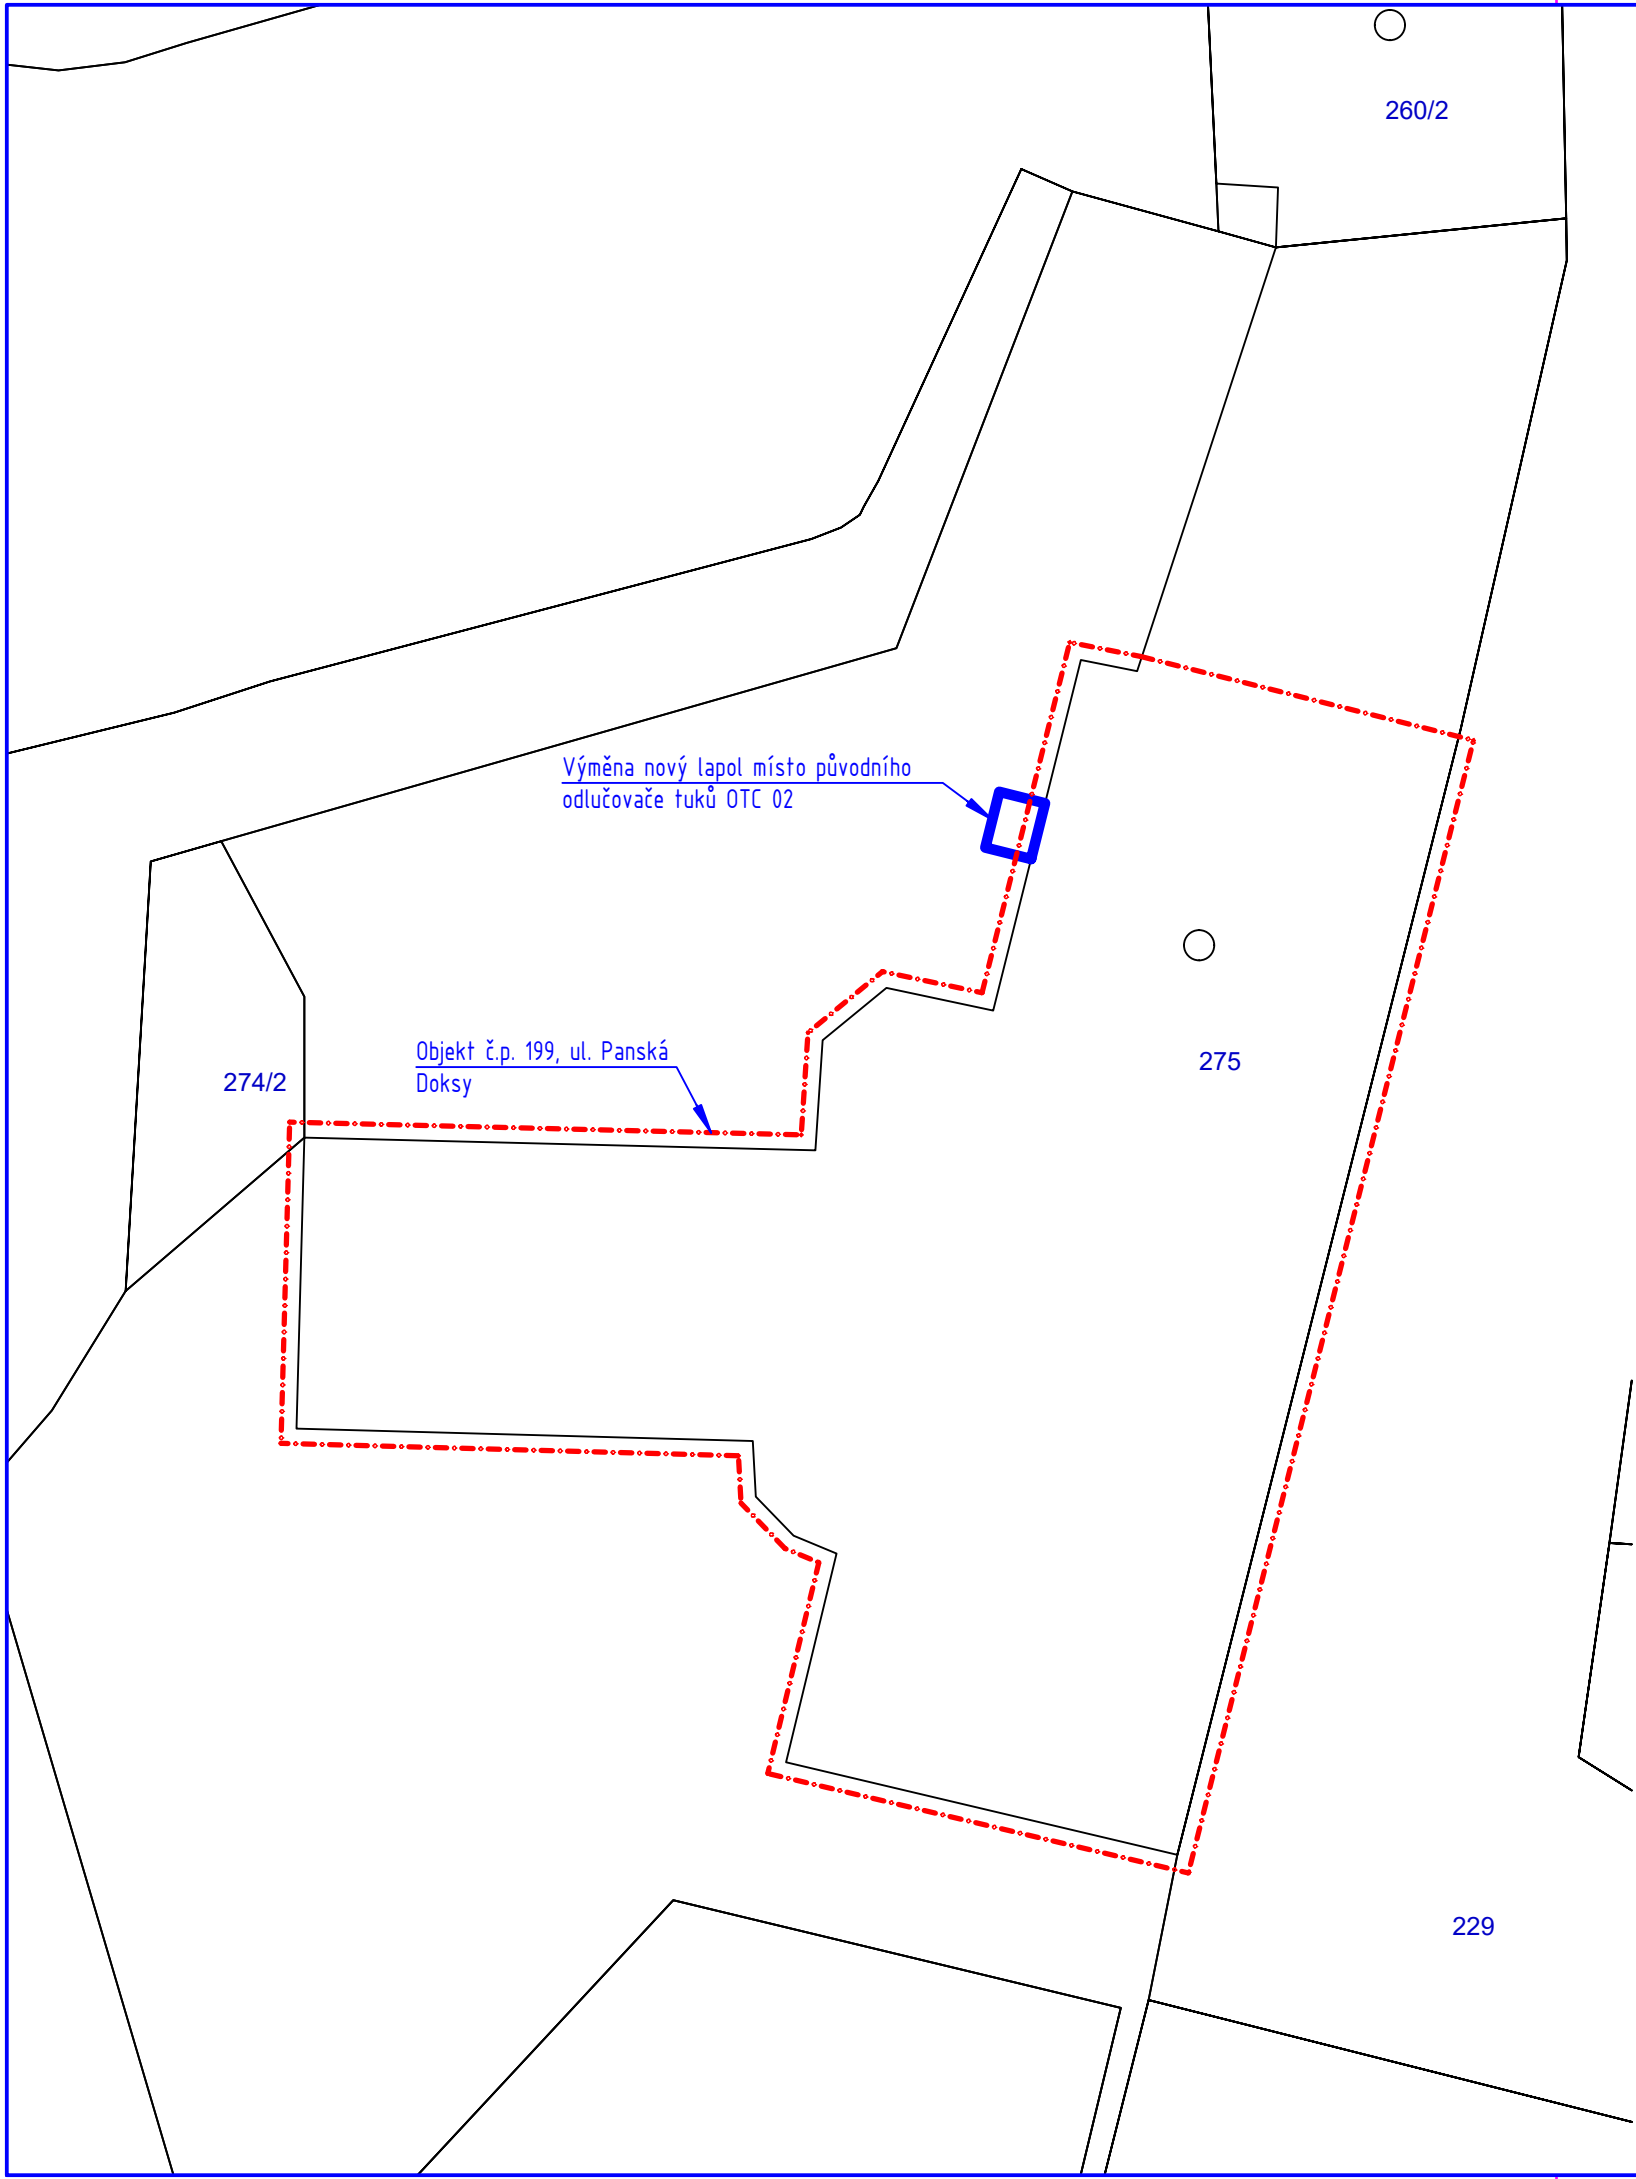 260/2
Výměna nový lapol místo původního
odlučovače tuků OTC 02
Objekt č.p. 199, ul. Panská
Doksy
274/2
275
229